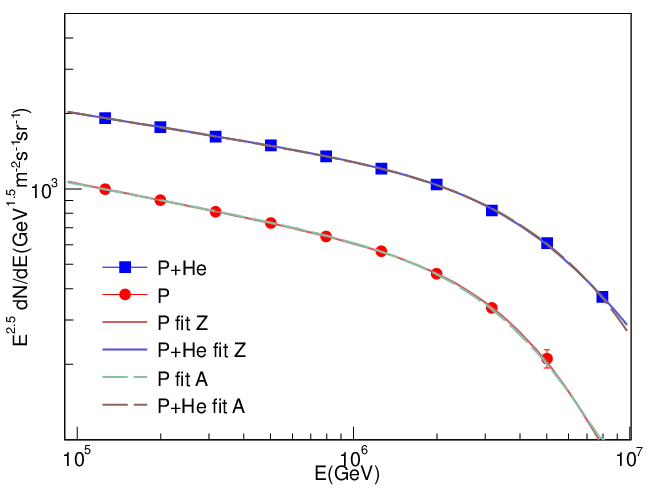 E^2.5 dN/dE(GeV^1.5 m^-2 s^-1 sr^-1)
10^3
P+He
P
P fit Z
P+He fit Z
P fit A
P+He fit A
10^5
10^6
10^7
E(GeV)